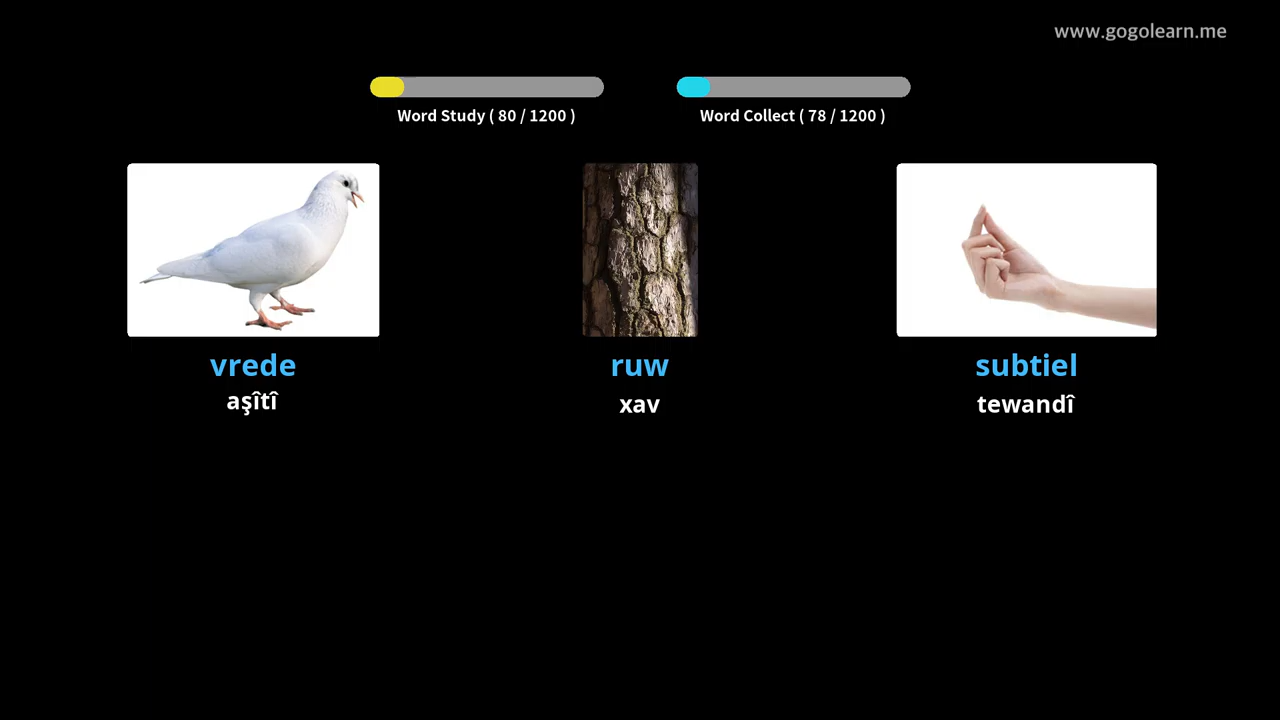 www.gogolearn.me
Word Study ( 80 / 1200 )
Word Collect ( 78 / 1200 )
vrede
aşîtî
ruw
xav
subtiel
tewandî